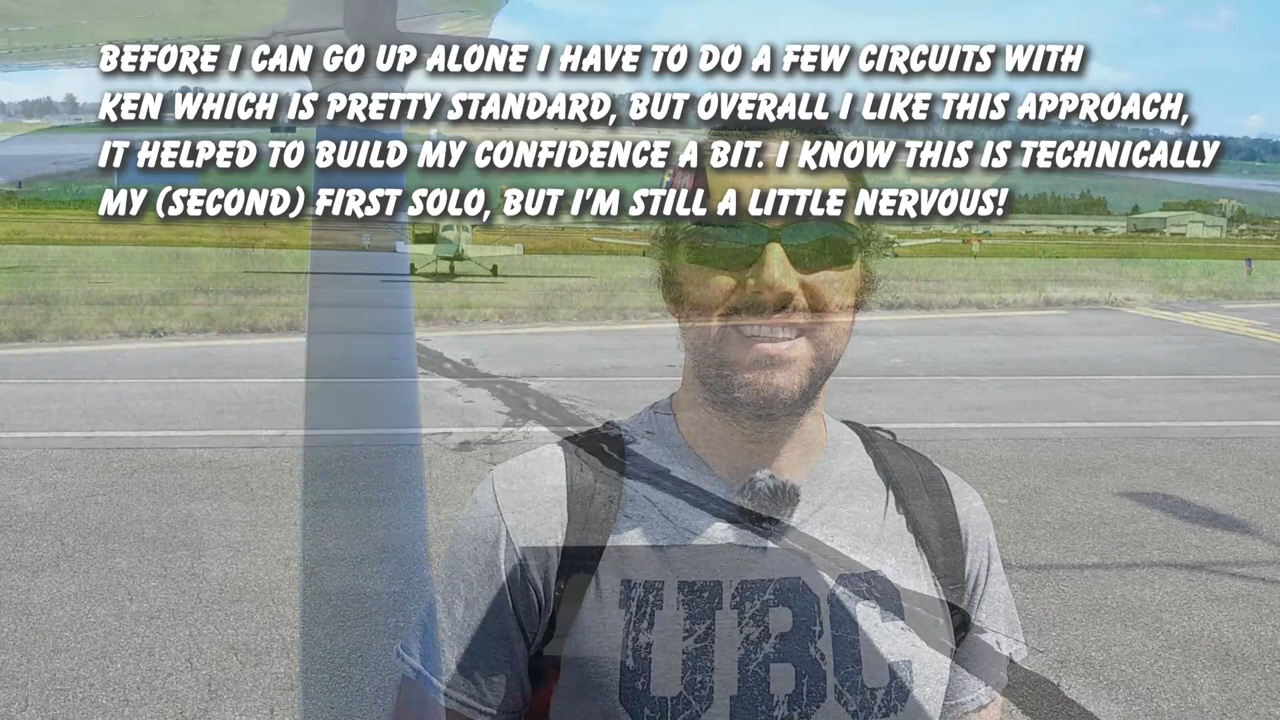 BEFORE I CAN GO UP ALONE I HAVE TO DO A FEW CIRCUITS WITH
KEN WHICH IS PRETTY STANDARD, BUT OVERALL I LIKE THIS APPROACH,
IT HELPED TO BUILD MY CONFIDENCE A BIT. I KNOW THIS IS TECHNICALLY
MY (SECOND) FIRST SOLO, BUT I'M STILL A LITTLE NERVOUS!
UBC